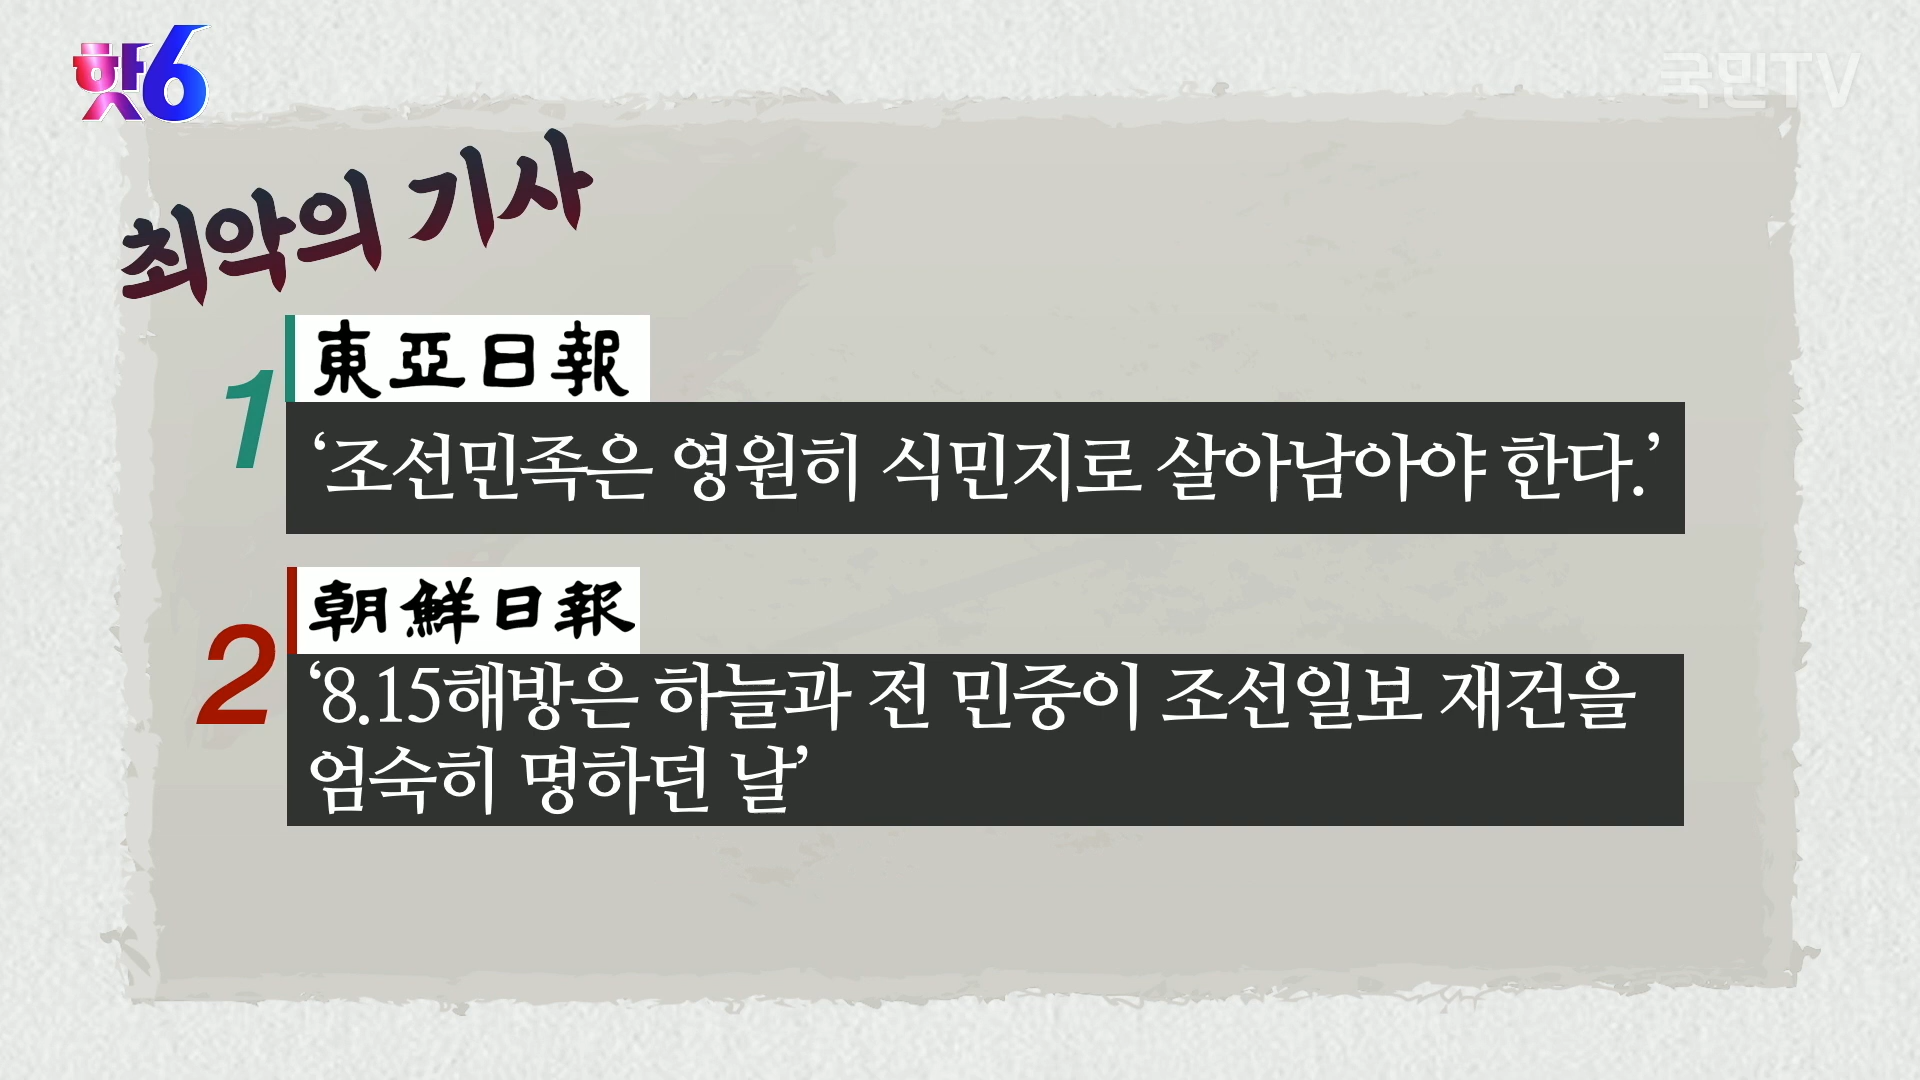 핫6
국민TV
최악의 기사
1
東亞日報
‘조선민족은 영원히 식민지로 살아남아야 한다.’
2
朝鮮日報
‘8.15해방은 하늘과 전 민중이 조선일보 재건을
엄숙히 명하던 날’